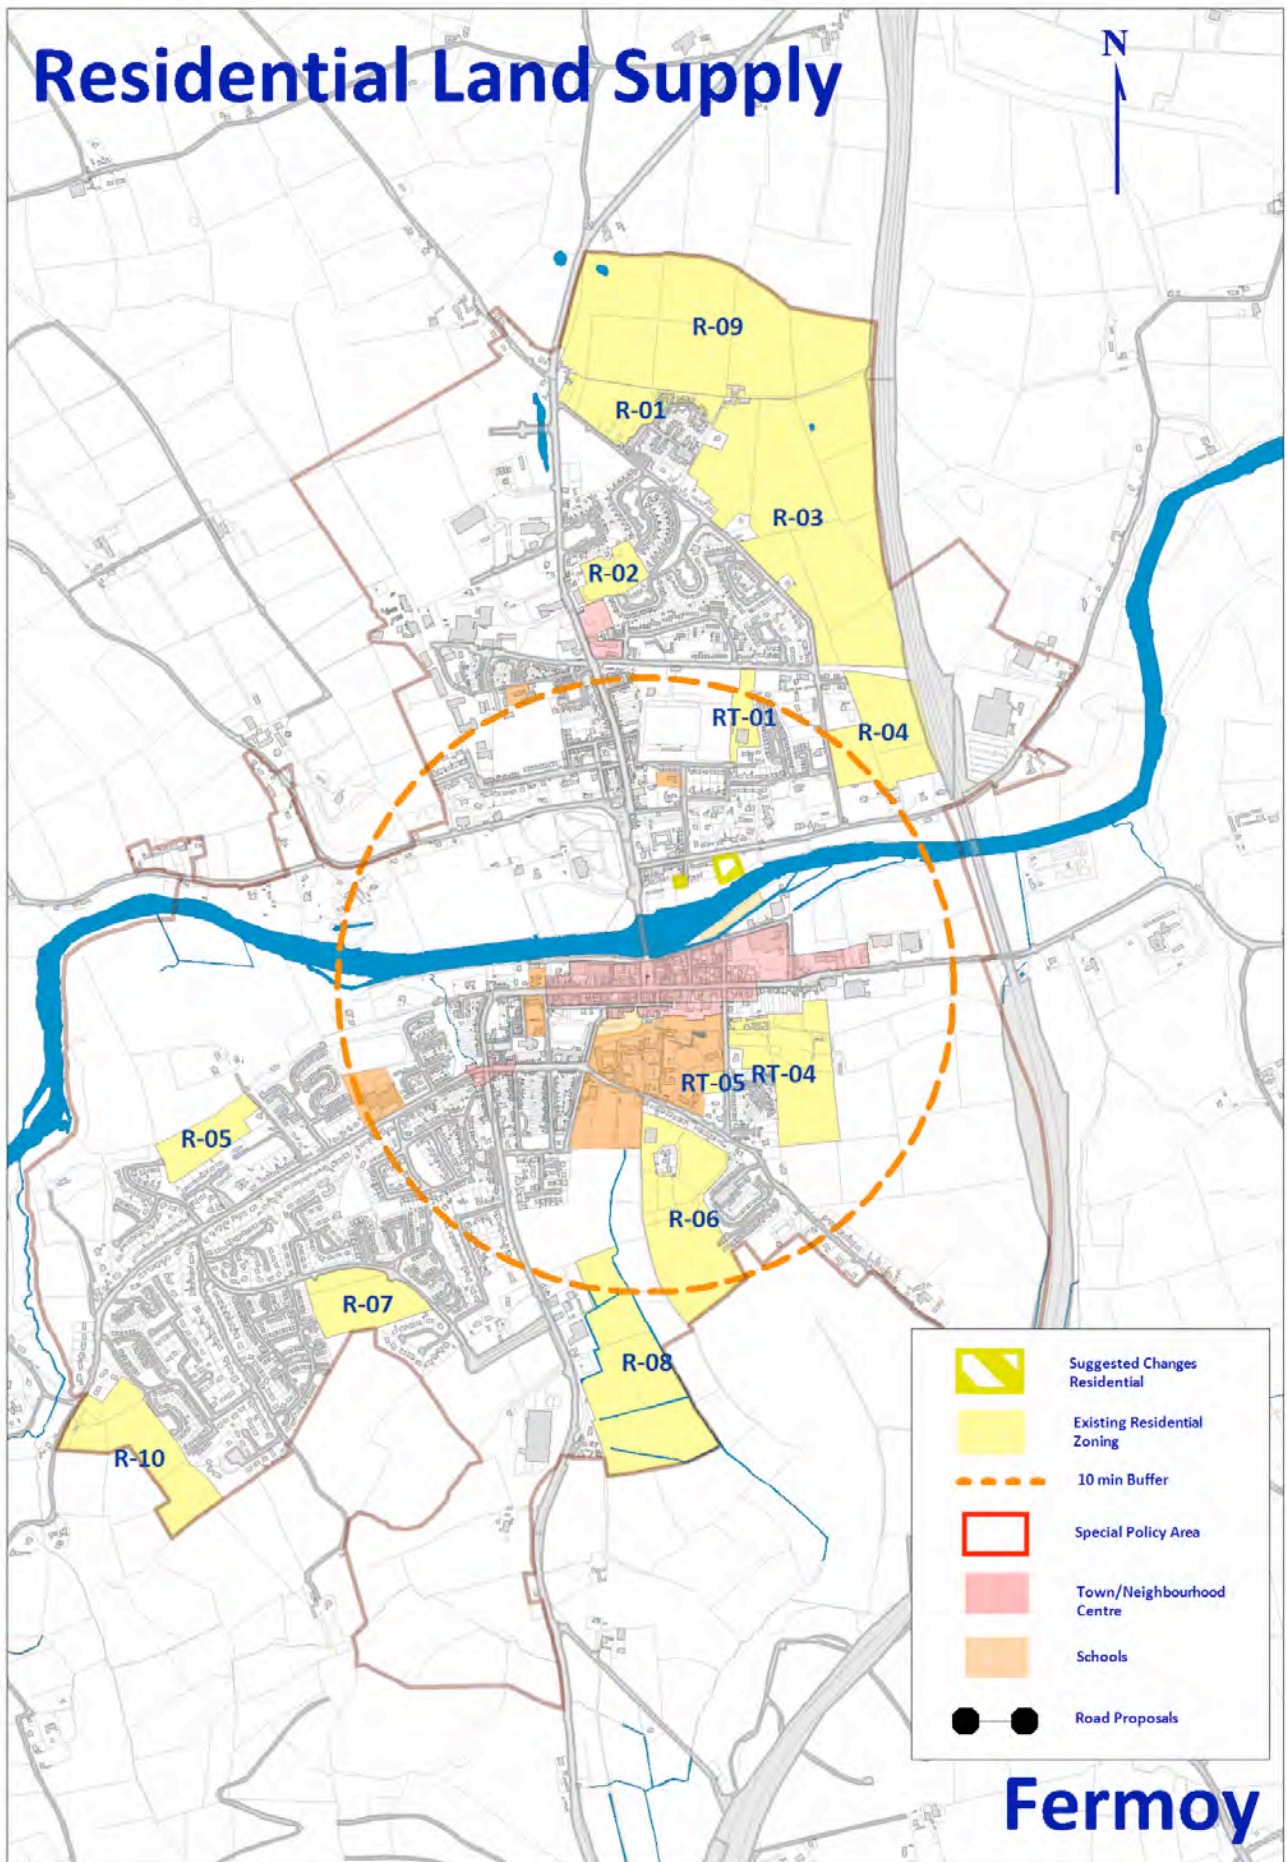 Residential Land Supply
N
R-09
R-01
R-03
R-02
RT-01
R-04
RT-05
RT-04
R-05
R-06
R-07
R-08
R-10
Suggested Changes
Residential
Existing Residential
Zoning
10 min Buffer
Special Policy Area
Town/Neighbourhood
Centre
Schools
Road Proposals
Fermoy